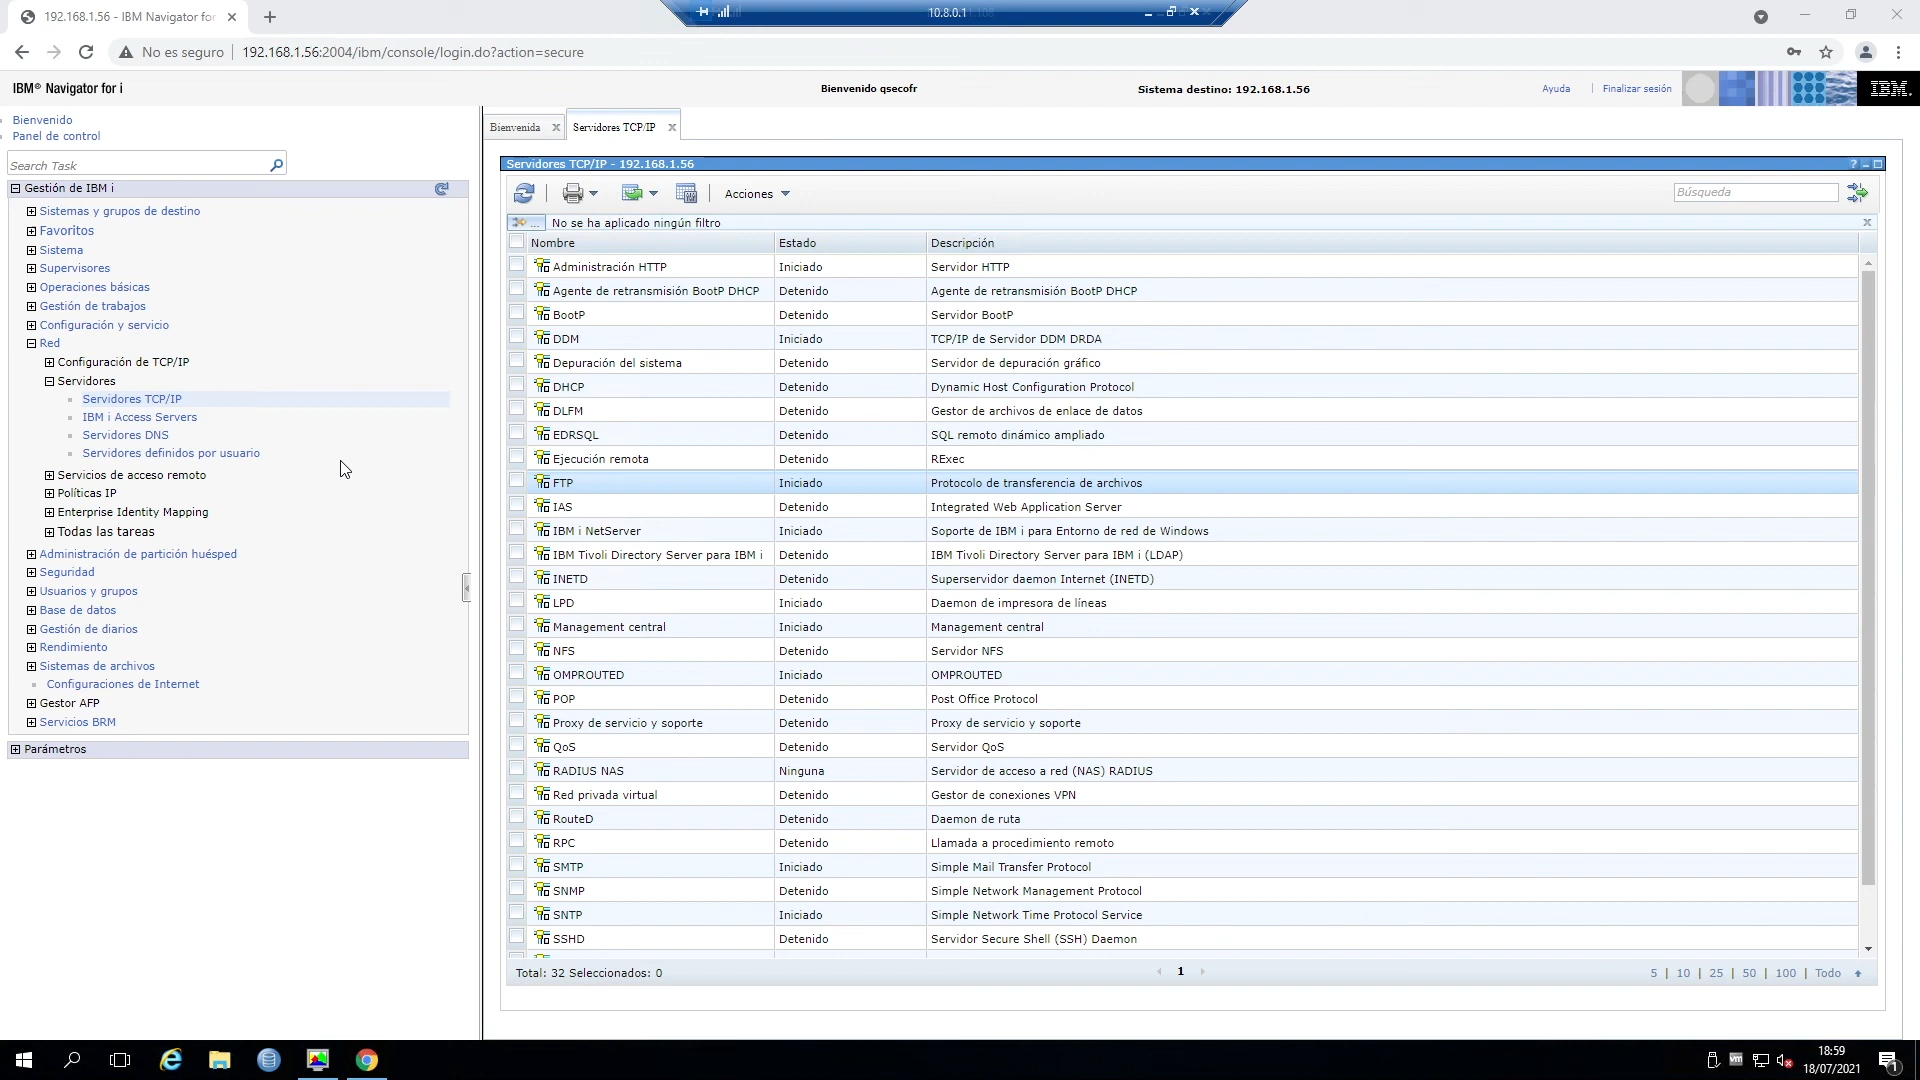 192.168.1.56 - IBM Navigator for
10.8.0.1
No es seguro
192.168.1.56:2004/ibm/console/login.do?action=secure
IBM® Navigator for i
Bienvenido qsecofr
Sistema destino: 192.168.1.56
Ayuda
Finalizar sesión
IBM.
Bienvenido
Panel de control
Search Task
Gestión de IBM i
Sistemas y grupos de destino
Favoritos
Sistema
Supervisores
Operaciones básicas
Gestión de trabajos
Configuración y servicio
Red
Configuración de TCP/IP
Servidores
Servidores TCP/IP
IBM i Access Servers
Servidores DNS
Servidores definidos por usuario
Servicios de acceso remoto
Políticas IP
Enterprise Identity Mapping
Todas las tareas
Administración de partición huésped
Seguridad
Usuarios y grupos
Base de datos
Gestión de diarios
Rendimiento
Sistemas de archivos
Configuraciones de Internet
Gestor AFP
Servicios BRM
Parámetros
Bienvenida
Servidores TCP/IP
Servidores TCP/IP - 192.168.1.56
Acciones
Búsqueda
... No se ha aplicado ningún filtro
Nombre Estado Descripción
Administración HTTP Iniciado Servidor HTTP
Agente de retransmisión BootP DHCP Detenido Agente de retransmisión BootP DHCP
BootP Detenido Servidor BootP
DDM Iniciado TCP/IP de Servidor DDM DRDA
Depuración del sistema Detenido Servidor de depuración gráfico
DHCP Detenido Dynamic Host Configuration Protocol
DLFM Detenido Gestor de archivos de enlace de datos
EDRSQL Detenido SQL remoto dinámico ampliado
Ejecución remota Detenido RExec
FTP Iniciado Protocolo de transferencia de archivos
IAS Detenido Integrated Web Application Server
IBM i NetServer Iniciado Soporte de IBM i para Entorno de red de Windows
IBM Tivoli Directory Server para IBM i Detenido IBM Tivoli Directory Server para IBM i (LDAP)
INETD Detenido Superservidor daemon Internet (INETD)
LPD Iniciado Daemon de impresora de líneas
Management central Iniciado Management central
NFS Detenido Servidor NFS
OMPROUTED Iniciado OMPROUTED
POP Detenido Post Office Protocol
Proxy de servicio y soporte Detenido Proxy de servicio y soporte
QoS Detenido Servidor QoS
RADIUS NAS Ninguna Servidor de acceso a red (NAS) RADIUS
Red privada virtual Detenido Gestor de conexiones VPN
RouteD Detenido Daemon de ruta
RPC Detenido Llamada a procedimiento remoto
SMTP Iniciado Simple Mail Transfer Protocol
SNMP Detenido Simple Network Management Protocol
SNTP Iniciado Simple Network Time Protocol Service
SSHD Detenido Servidor Secure Shell (SSH) Daemon
Total: 32 Seleccionados: 0
1
5 | 10 | 25 | 50 | 100 | Todo
18:59
18/07/2021
1